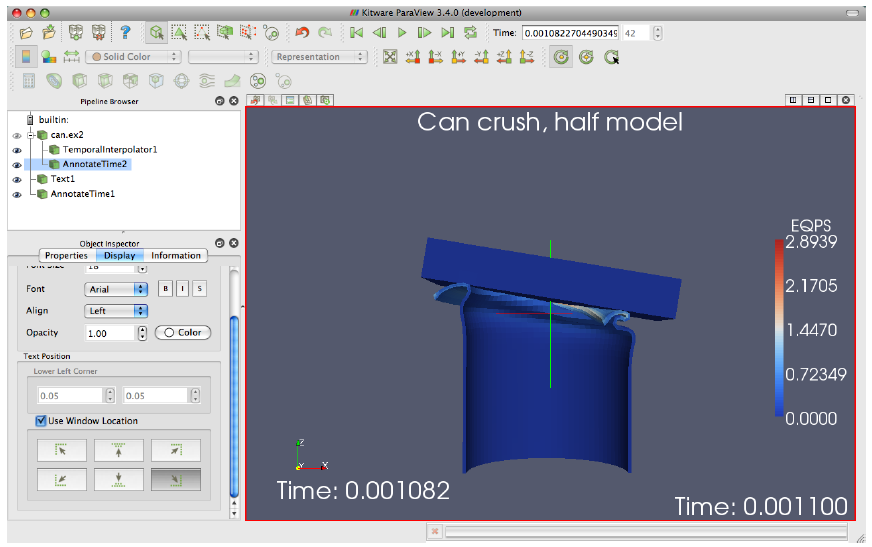 Kitware ParaView 3.4.0 (development)
Time: 0.0010822704490349 42
Solid Color Representation
+X -X +Y -Y +Z -Z
Pipeline Browser
builtin:
can.ex2
TemporalInterpolator1
AnnotateTime2
Text1
AnnotateTime1
Object Inspector
Properties Display Information
Font Size 18
Font Arial B I S
Align Left
Opacity 1.00 Color
Text Position
Lower Left Corner
0.05 0.05
Use Window Location
Can crush, half model
EQPS
2.8939
2.1705
1.4470
0.72349
0.0000
Z
Y X
Time: 0.001082
Time: 0.001100